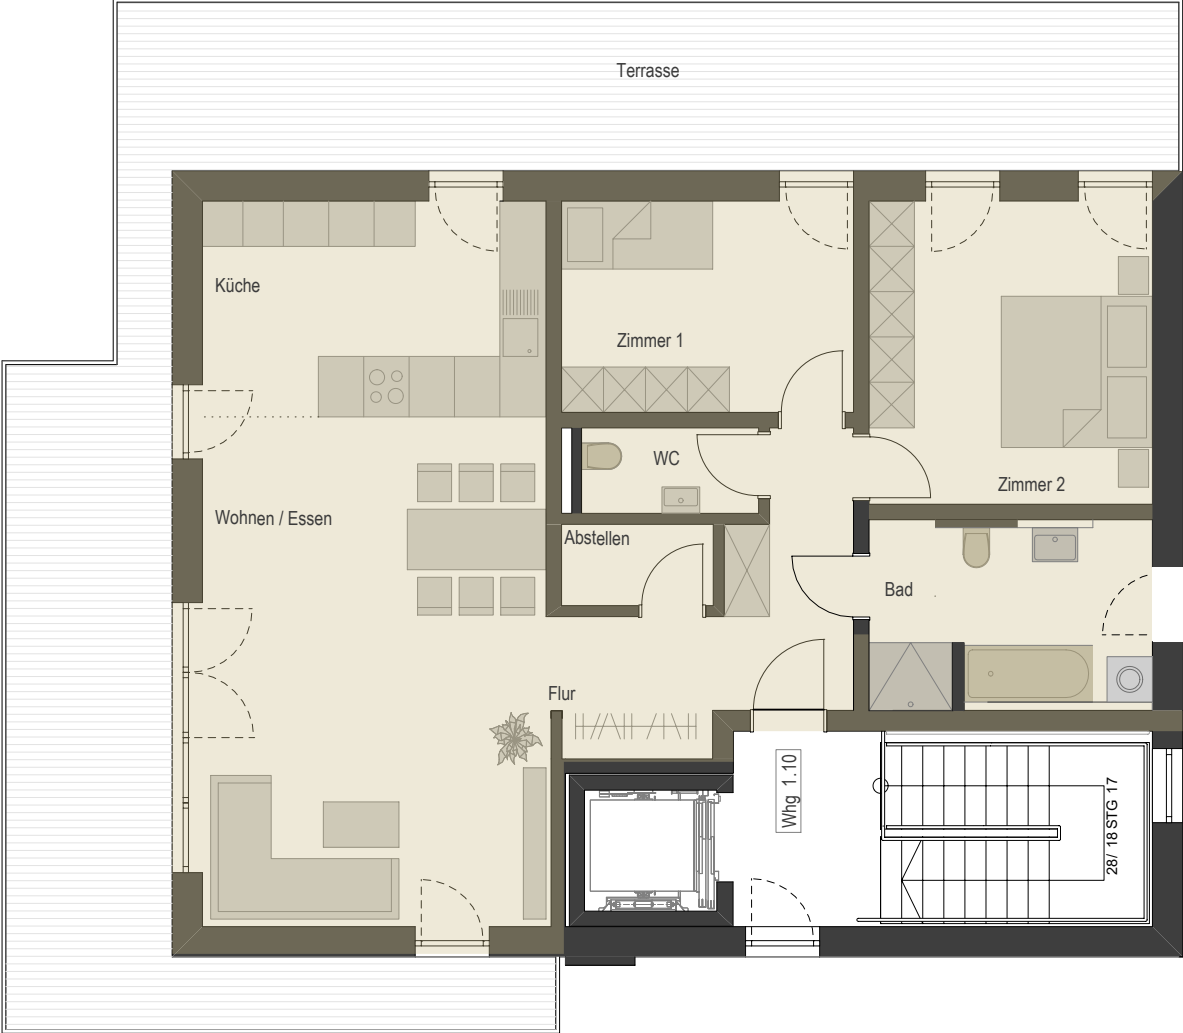 Terrasse
Küche
Zimmer 1
WC
Zimmer 2
Wohnen / Essen
Abstellen
Bad
Flur
Whg 1.10
28/ 18 STG 17